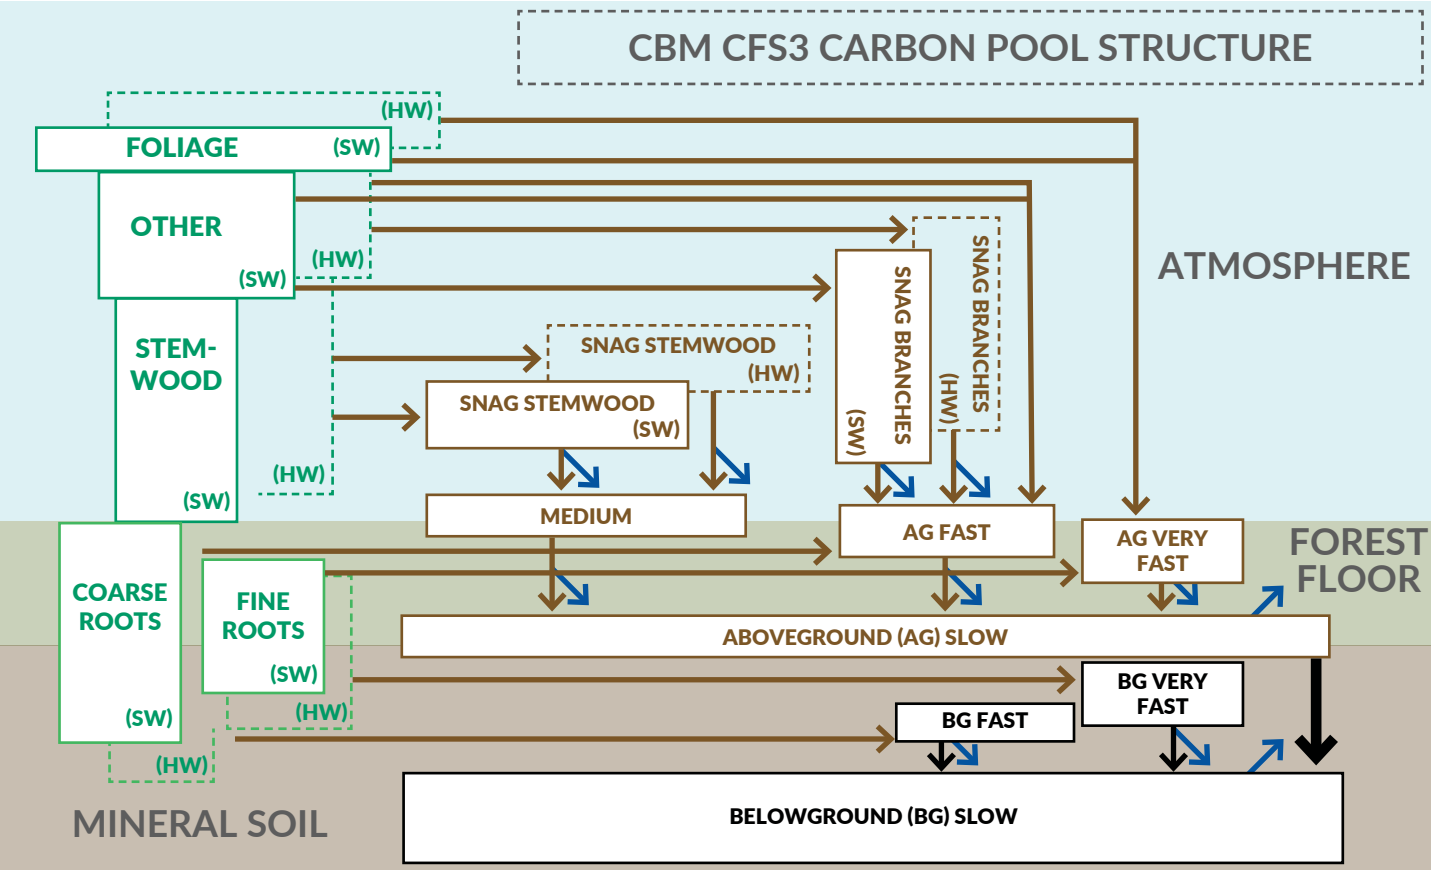 CBM CFS3 CARBON POOL STRUCTURE
(HW)
FOLIAGE (SW)
OTHER
(HW)
(SW)
STEM-
WOOD
(HW)
(SW)
SNAG STEMWOOD
(HW)
SNAG STEMWOOD
(SW)
SNAG BRANCHES
(SW)
SNAG BRANCHES
(HW)
ATMOSPHERE
MEDIUM
AG FAST
AG VERY
FAST
FOREST
FLOOR
COARSE
ROOTS
(SW)
(HW)
FINE
ROOTS
(SW)
(HW)
ABOVEGROUND (AG) SLOW
BG VERY
FAST
BG FAST
MINERAL SOIL
BELOWGROUND (BG) SLOW